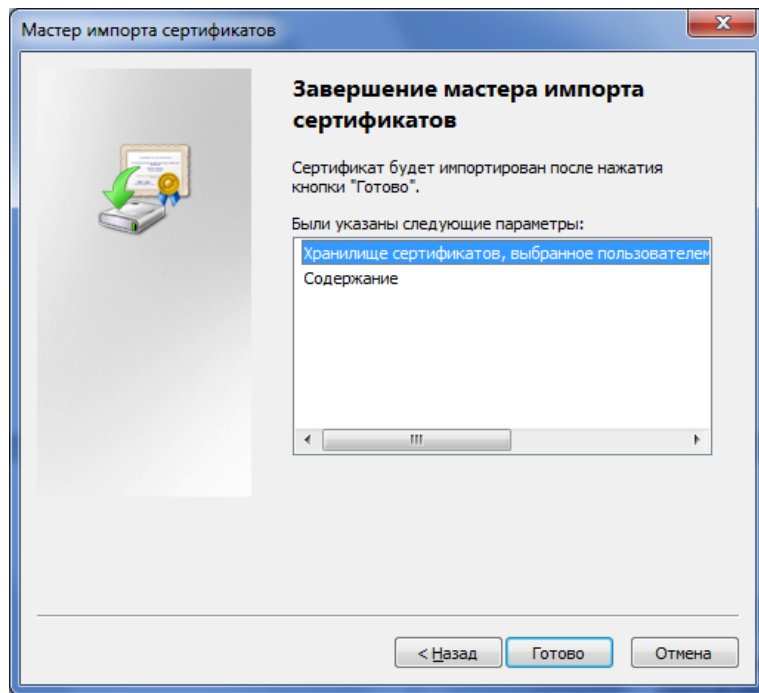 Мастер импорта сертификатов
Завершение мастера импорта
сертификатов
Сертификат будет импортирован после нажатия
кнопки "Готово".
Были указаны следующие параметры:
Хранилище сертификатов, выбранное пользователем
Содержание
< Назад
Готово
Отмена